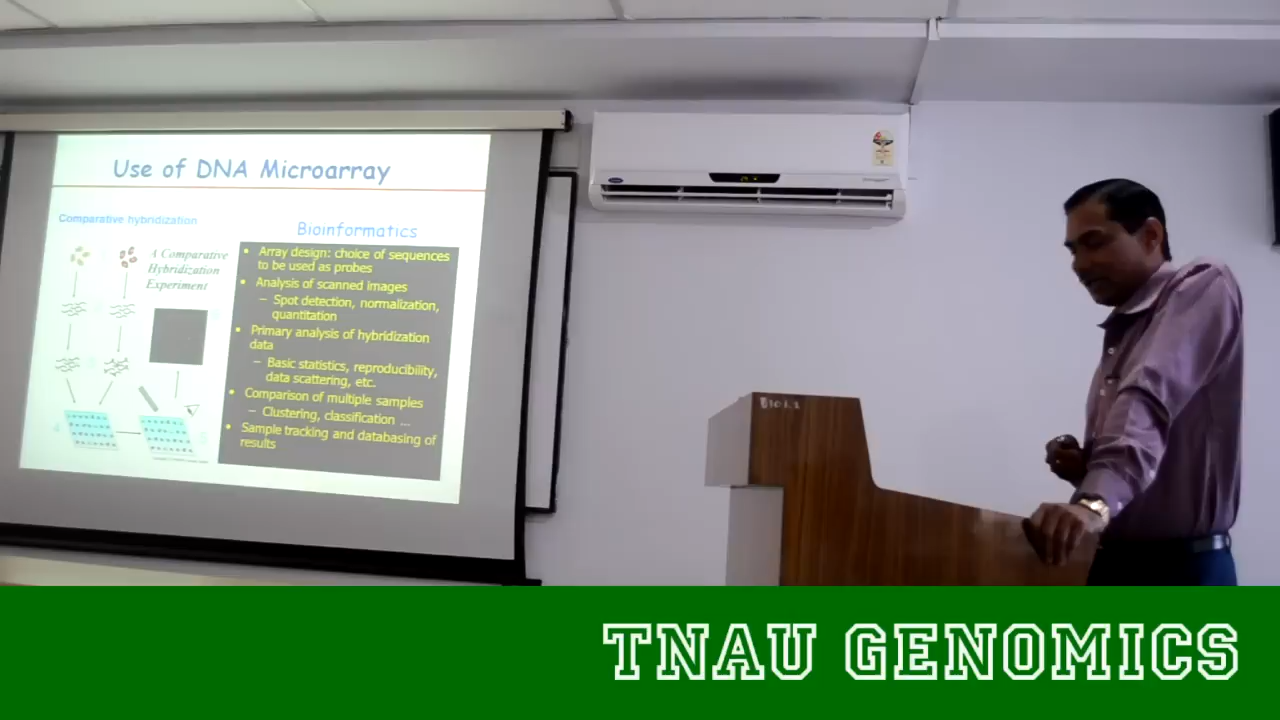 Use of DNA Microarray
Comparative hybridization
A Comparative
Hybridization
Experiment
Bioinformatics
• Array design: choice of sequences
to be used as probes
• Analysis of scanned images
– Spot detection, normalization,
quantitation
• Primary analysis of hybridization
data
– Basic statistics, reproducibility,
data scattering, etc.
• Comparison of multiple samples
– Clustering, classification ...
• Sample tracking and databasing of
results
TNAU GENOMICS